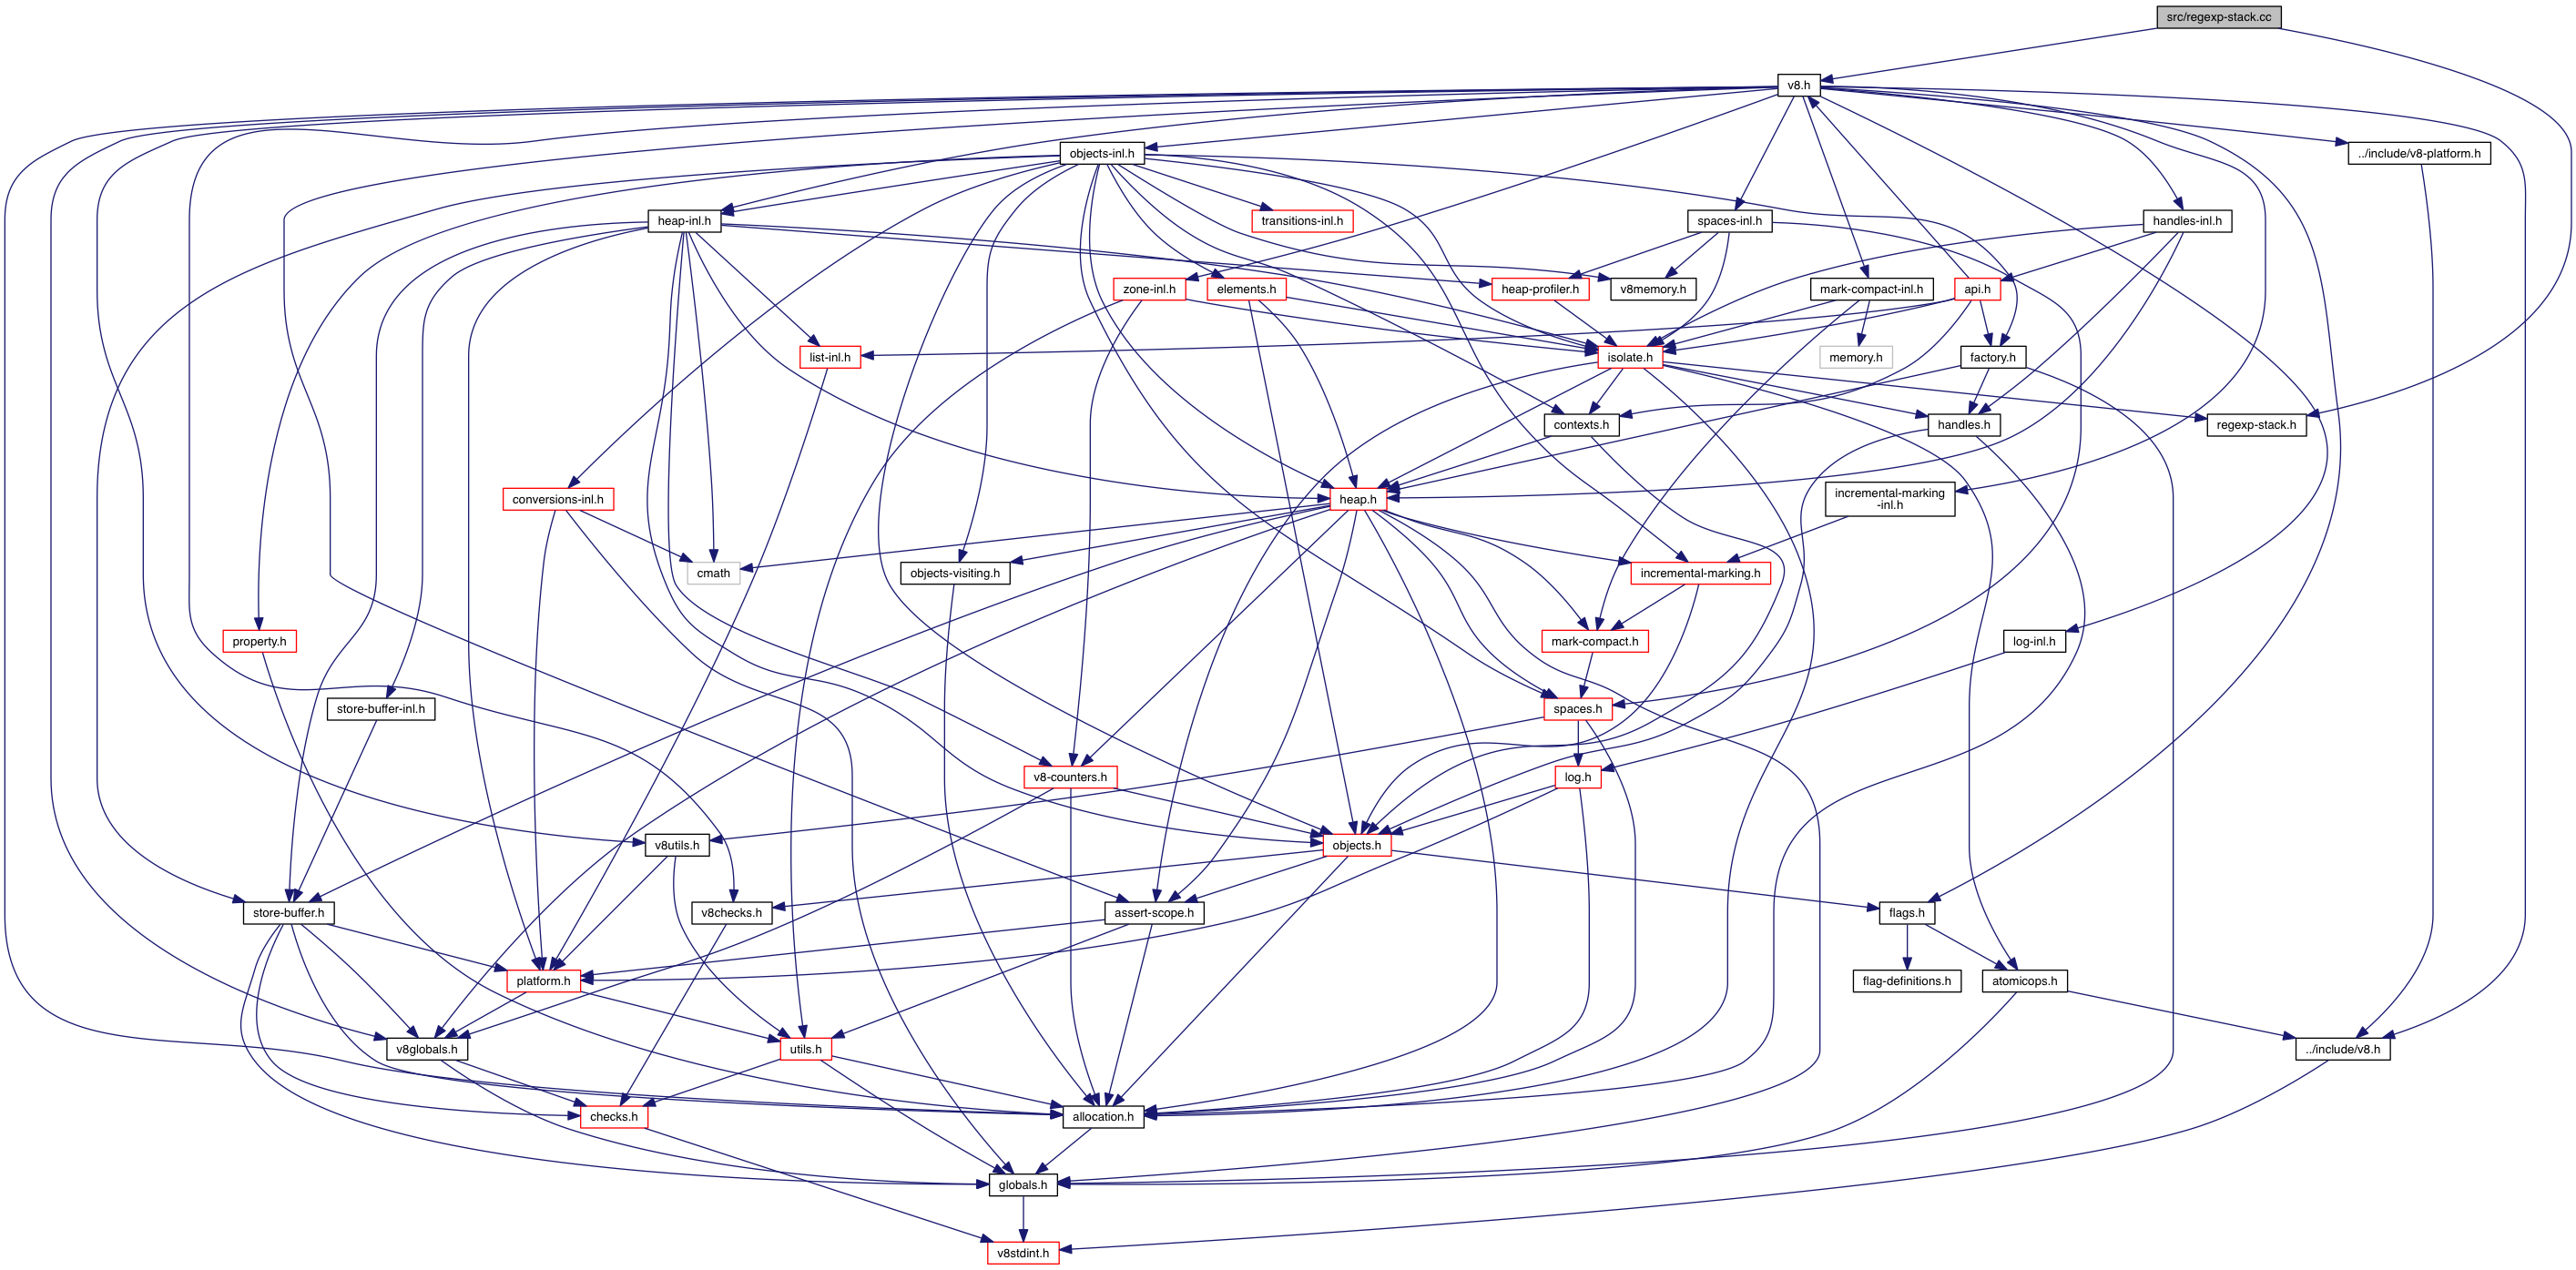 src/regexp-stack.cc
v8.h
objects-inl.h
../include/v8-platform.h
heap-inl.h
transitions-inl.h
spaces-inl.h
handles-inl.h
zone-inl.h
elements.h
heap-profiler.h
v8memory.h
mark-compact-inl.h
api.h
list-inl.h
isolate.h
memory.h
factory.h
contexts.h
handles.h
regexp-stack.h
conversions-inl.h
heap.h
incremental-marking
-inl.h
cmath
objects-visiting.h
incremental-marking.h
property.h
mark-compact.h
log-inl.h
store-buffer-inl.h
spaces.h
v8-counters.h
log.h
v8utils.h
objects.h
store-buffer.h
v8checks.h
assert-scope.h
flags.h
platform.h
flag-definitions.h
atomicops.h
v8globals.h
utils.h
../include/v8.h
checks.h
allocation.h
globals.h
v8stdint.h